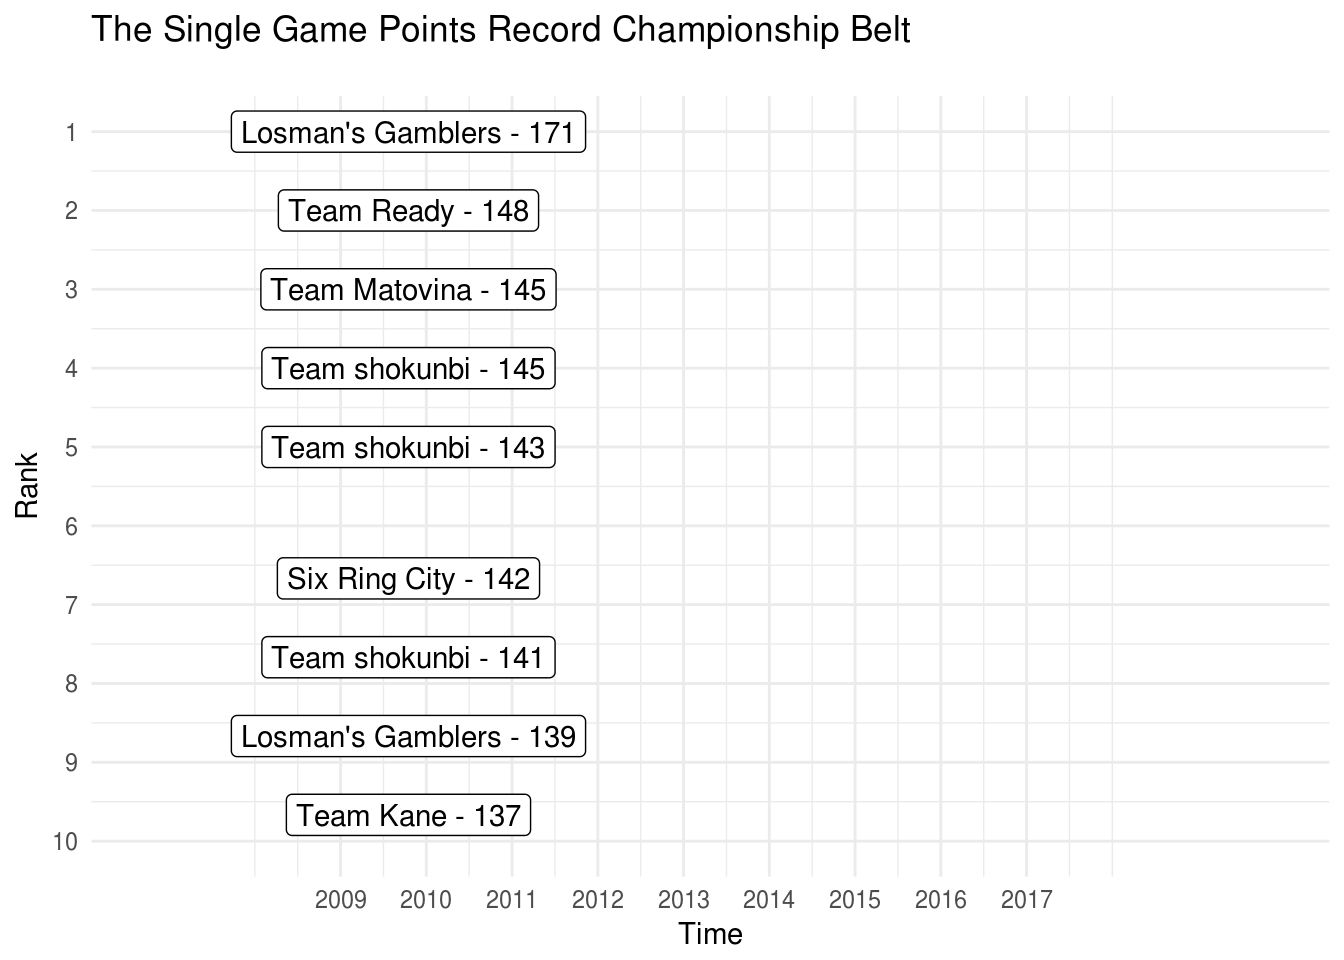 The Single Game Points Record Championship Belt
1
Losman's Gamblers - 171
2
Team Ready - 148
3
Team Matovina - 145
4
Team shokunbi - 145
5
Team shokunbi - 143
Rank
6
Six Ring City - 142
7
Team shokunbi - 141
8
Losman's Gamblers - 139
9
Team Kane - 137
10
2009 2010 2011 2012 2013 2014 2015 2016 2017
Time